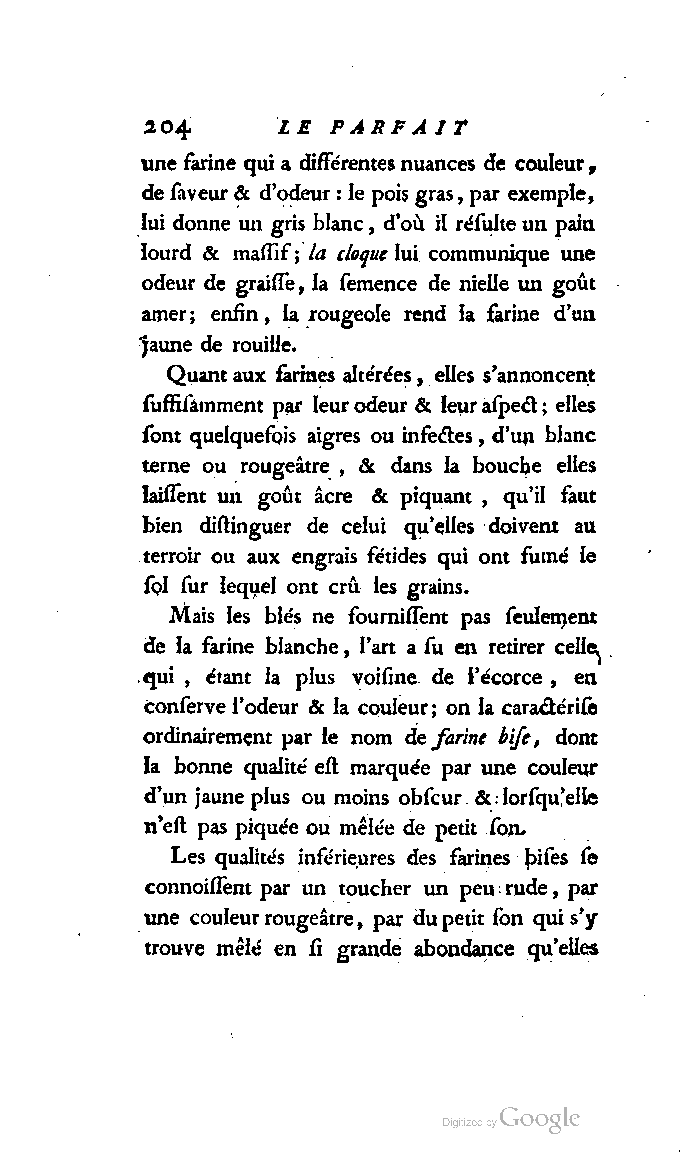 204 LE PARFAIT
une farine qui a différentes nuances de couleur,
de ſaveur & d'odeur : le pois gras, par exemple,
lui donne un gris blanc, d'où il réſulte un pain
lourd & maſſif; la cloque lui communique une
odeur de graiſſe, la ſemence de nielle un goût
amer; enfin, la rougeole rend la farine d'un
jaune de rouille.
Quant aux farines altérées, elles s'annoncent
ſuffiſamment par leur odeur & leur aſpect; elles
ſont quelquefois aigres ou infectes, d'un blanc
terne ou rougeâtre, & dans la bouche elles
laiſſent un goût âcre & piquant, qu'il faut
bien diſtinguer de celui qu'elles doivent au
terroir ou aux engrais fétides qui ont fumé le
ſol ſur lequel ont crû les grains.
Mais les blés ne fourniſſent pas ſeulement
de la farine blanche, l'art a ſu en retirer celle,
qui, étant la plus voiſine de l'écorce, en
conſerve l'odeur & la couleur; on la caractériſe
ordinairement par le nom de farine biſe, dont
la bonne qualité eſt marquée par une couleur
d'un jaune plus ou moins obſcur & lorſqu'elle
n'eſt pas piquée ou mêlée de petit ſon.
Les qualités inférieures des farines biſes ſe
connoiſſent par un toucher un peu rude, par
une couleur rougeâtre, par du petit ſon qui s'y
trouve mêlé en ſi grande abondance qu'elles
Digitized by Google